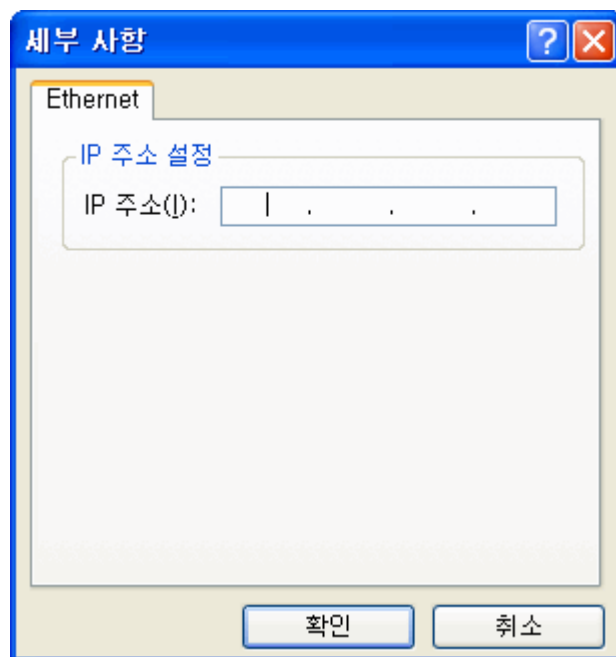 세부 사항
Ethernet
IP 주소 설정
IP 주소(I): . . .
확인 취소